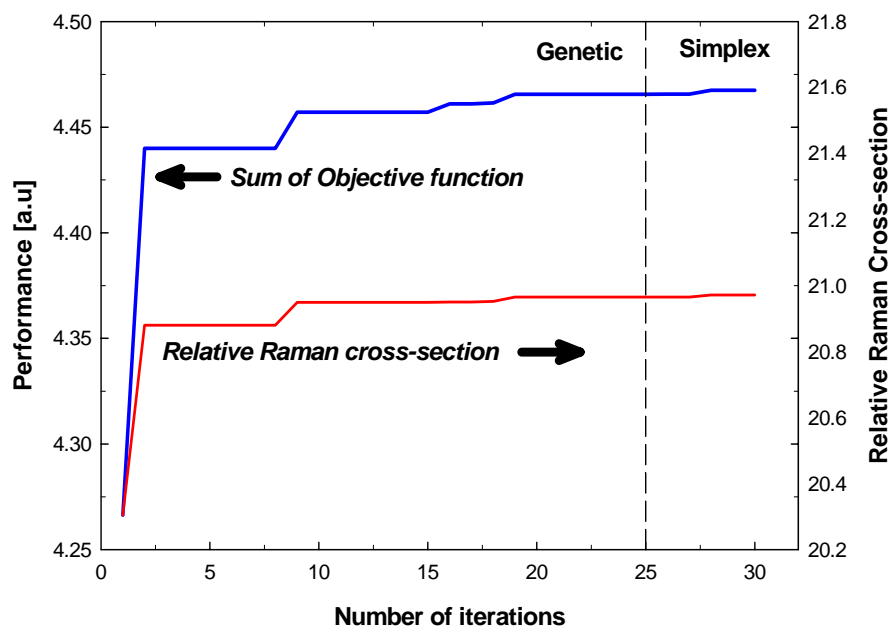 4.50
4.45
4.40
4.35
4.30
4.25
Performance [a.u]
Genetic
Simplex
Sum of Objective function
Relative Raman cross-section
21.8
21.6
21.4
21.2
21.0
20.8
20.6
20.4
20.2
Relative Raman Cross-section
0 5 10 15 20 25 30
Number of iterations